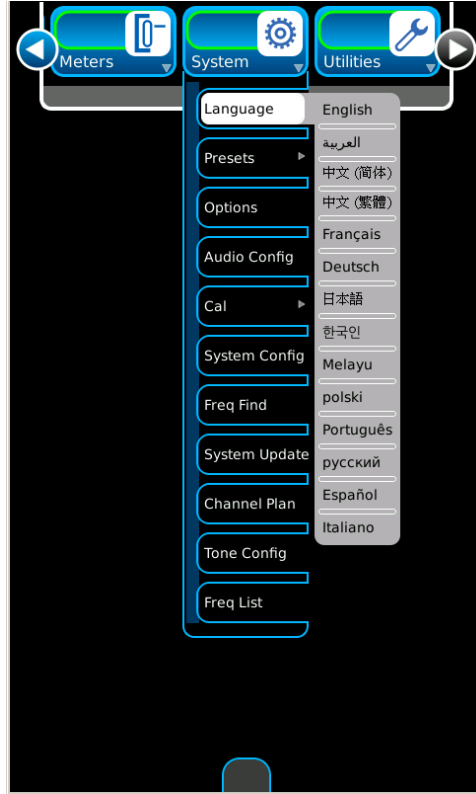 Meters
System
Utilities
Language
Presets
Options
Audio Config
Cal
System Config
Freq Find
System Update
Channel Plan
Tone Config
Freq List
English
العربية
中文 (简体)
中文 (繁體)
Français
Deutsch
日本語
한국인
Melayu
polski
Português
русский
Español
Italiano